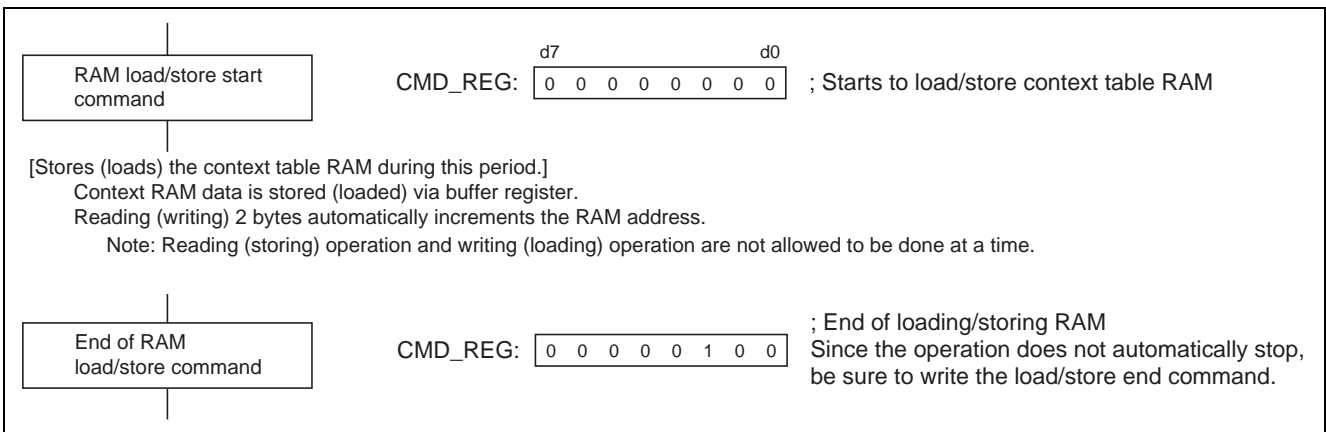 d7 d0
RAM load/store start
command
CMD_REG: 0 0 0 0 0 0 0 0 ; Starts to load/store context table RAM
[Stores (loads) the context table RAM during this period.]
Context RAM data is stored (loaded) via buffer register.
Reading (writing) 2 bytes automatically increments the RAM address.
Note: Reading (storing) operation and writing (loading) operation are not allowed to be done at a time.
End of RAM
load/store command
CMD_REG: 0 0 0 0 0 1 0 0
; End of loading/storing RAM
Since the operation does not automatically stop,
be sure to write the load/store end command.